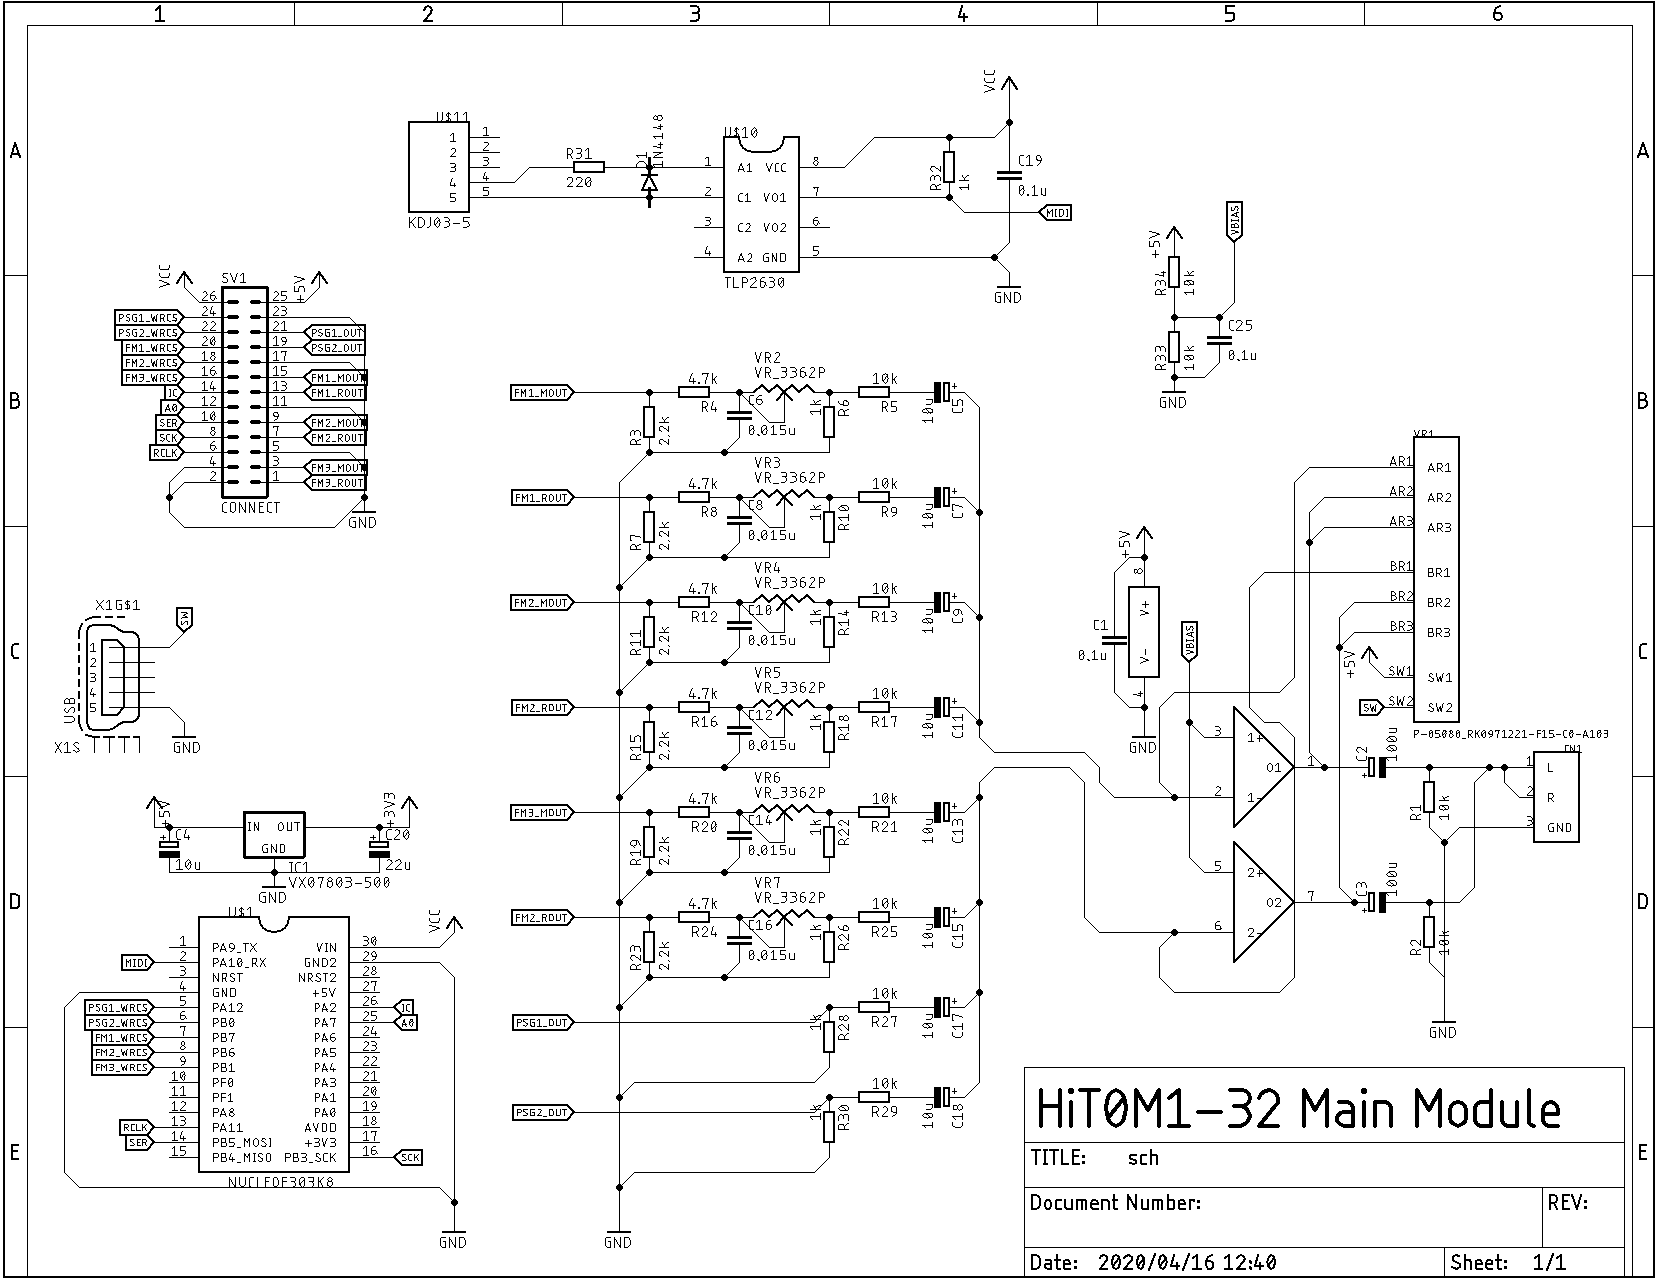 1 2 3 4 5 6
A A
B B
C C
D D
E E
U$11
1 1
2 2
3 3
4 4
5 5
KDJ03-5
R31
220
D1
1N4148
U$10
1 A1 VCC 8
2 C1 VO1 7
3 C2 VO2 6
4 A2 GND 5
TLP2630
VCC
R32
1k
C19
0.1u
MIDI
GND
VBIAS
+5V
R34
10k
R33
10k
C25
0.1u
GND
VCC
SV1
+5V
26 25
24 23
22 21
20 19
18 17
16 15
14 13
12 11
10 9
8 7
6 5
4 3
2 1
PSG1_WRCS
PSG2_WRCS
FM1_WRCS
FM2_WRCS
FM3_WRCS
IC
A0
SER
SCK
RCLK
PSG1_OUT
PSG2_OUT
FM1_MOUT
FM1_ROUT
FM2_MOUT
FM2_ROUT
FM3_MOUT
FM3_ROUT
CONNECT
GND
X1G$1
SW
1
2
3
4
5
USB
X1S
GND
+5V
C4
10u
IN OUT
GND
IC1
VX07803-500
+3V3
C20
22u
GND
U$1
1 PA9_TX VIN 30
2 PA10_RX GND2 29
3 NRST NRST2 28
4 GND +5V 27
5 PA12 PA2 26
6 PB0 PA7 25
7 PB7 PA6 24
8 PB6 PA5 23
9 PB1 PA4 22
10 PF0 PA3 21
11 PF1 PA1 20
12 PA8 PA0 19
13 PA11 AVDD 18
14 PB5_MOSI +3V3 17
15 PB4_MISO PB3_SCK 16
NUCLEOF303K8
MIDI
PSG1_WRCS
PSG2_WRCS
FM1_WRCS
FM2_WRCS
FM3_WRCS
RCLK
SER
IC
A0
SCK
VCC
GND
FM1_MOUT
R3
2.2k
4.7k
R4
C6
0.015u
VR2
VR_3362P
1k
R6
10k
R5
10u
C5
FM1_ROUT
R7
2.2k
4.7k
R8
C8
0.015u
VR3
VR_3362P
1k
R10
10k
R9
10u
C7
FM2_MOUT
R11
2.2k
4.7k
R12
C10
0.015u
VR4
VR_3362P
1k
R14
10k
R13
10u
C9
FM2_ROUT
R15
2.2k
4.7k
R16
C12
0.015u
VR5
VR_3362P
1k
R18
10k
R17
10u
C11
FM3_MOUT
R19
2.2k
4.7k
R20
C14
0.015u
VR6
VR_3362P
1k
R22
10k
R21
10u
C13
FM2_ROUT
R23
2.2k
4.7k
R24
C16
0.015u
VR7
VR_3362P
1k
R26
10k
R25
10u
C15
PSG1_OUT
1k
R28
10k
R27
10u
C17
PSG2_OUT
1k
R30
10k
R29
10u
C18
GND
+5V
8
V+
V-
4
C1
0.1u
GND
VBIAS
3 1+
2 1-
O1 1
5 2+
6 2-
O2 7
VR1
AR1 AR1
AR2 AR2
AR3 AR3
BR1 BR1
BR2 BR2
BR3 BR3
+5V
SW1 SW1
SW SW2 SW2
P-05080_RK0971221-F15-C0-A103
C2
100u
C3
100u
R1
10k
R2
10k
CN1
1 L
2 R
3 GND
GND
HiT0M1-32 Main Module
TITLE: sch
Document Number:
REV:
Date: 2020/04/16 12:40
Sheet: 1/1